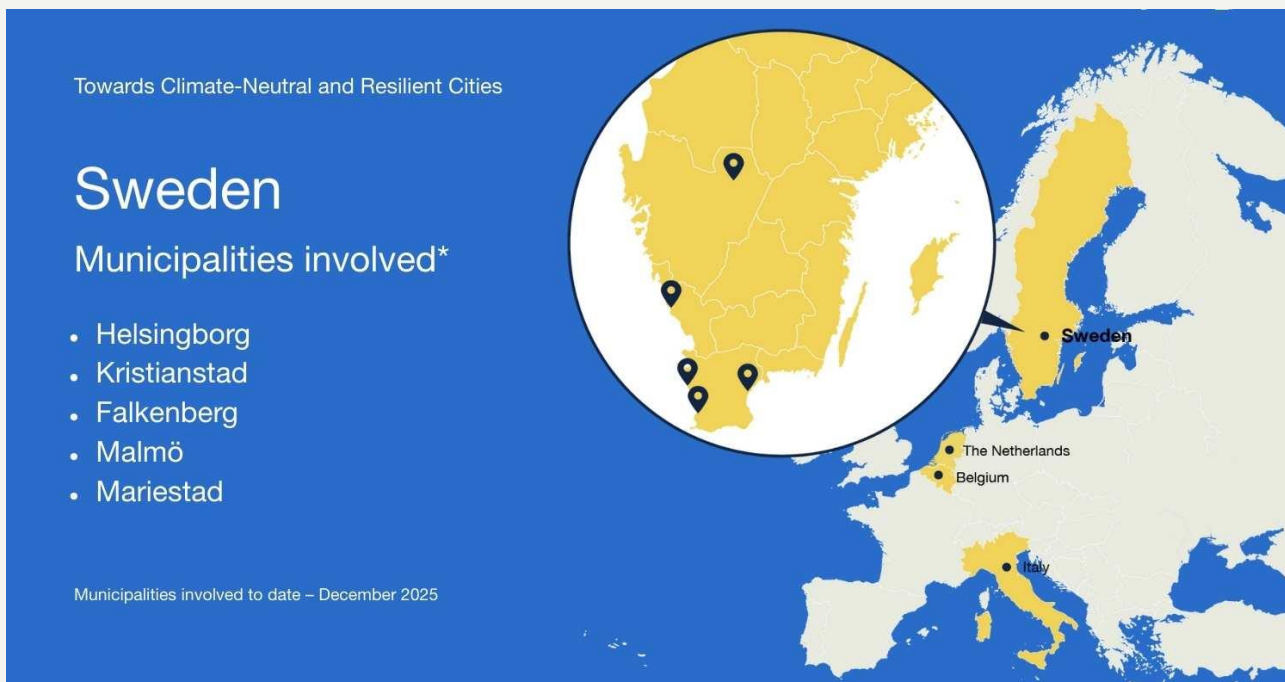 Towards Climate-Neutral and Resilient Cities
Sweden
Municipalities involved*
• Helsingborg
• Kristianstad
• Falkenberg
• Malmö
• Mariestad
Municipalities involved to date – December 2025
Sweden
The Netherlands
Belgium
Italy